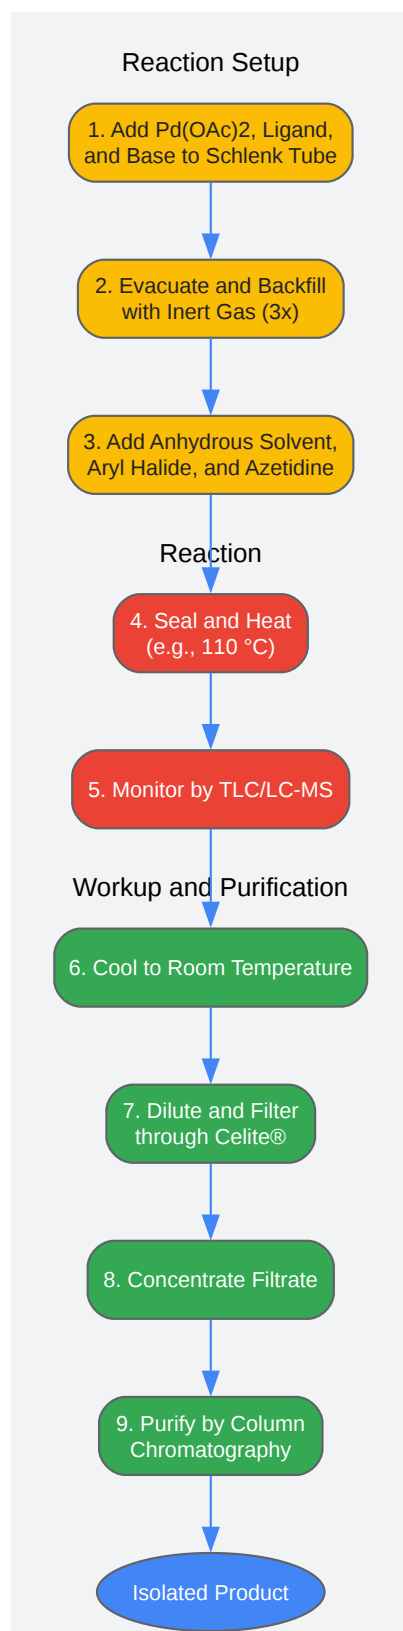 Reaction Setup
1. Add Pd(OAc)2, Ligand,
and Base to Schlenk Tube
2. Evacuate and Backfill
with Inert Gas (3x)
3. Add Anhydrous Solvent,
Aryl Halide, and Azetidine
Reaction
4. Seal and Heat
(e.g., 110 °C)
5. Monitor by TLC/LC-MS
Workup and Purification
6. Cool to Room Temperature
7. Dilute and Filter
through Celite®
8. Concentrate Filtrate
9. Purify by Column
Chromatography
Isolated Product